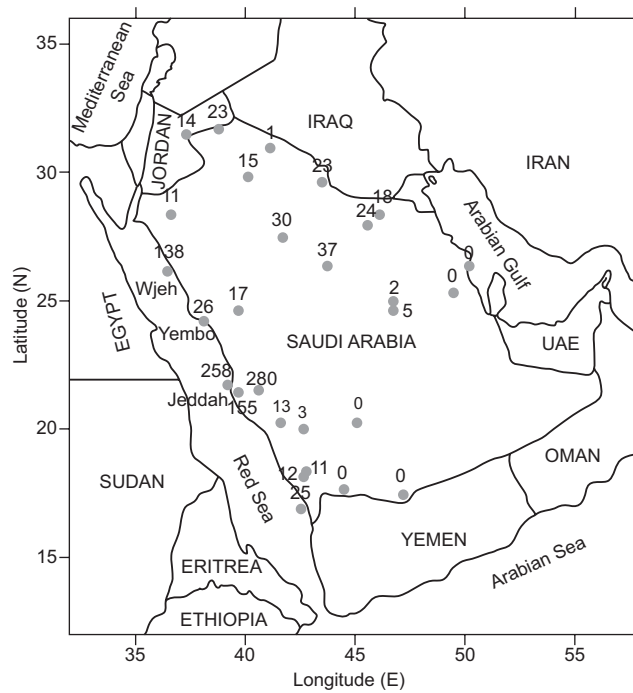 35
30
25
20
15
Latitude (N)
Mediterranean
Sea
JORDAN
IRAQ
IRAN
14
23
1
15
23
18
24
11
30
37
Arabian Gulf
0
0
138
Wjeh
EGYPT
26
Yembo
17
2
5
SAUDI ARABIA
UAE
258
280
Jeddah
155
13
3
0
OMAN
SUDAN
Red Sea
12
11
0
0
25
YEMEN
Arabian Sea
ERITREA
ETHIOPIA
35
40
45
50
55
Longitude (E)